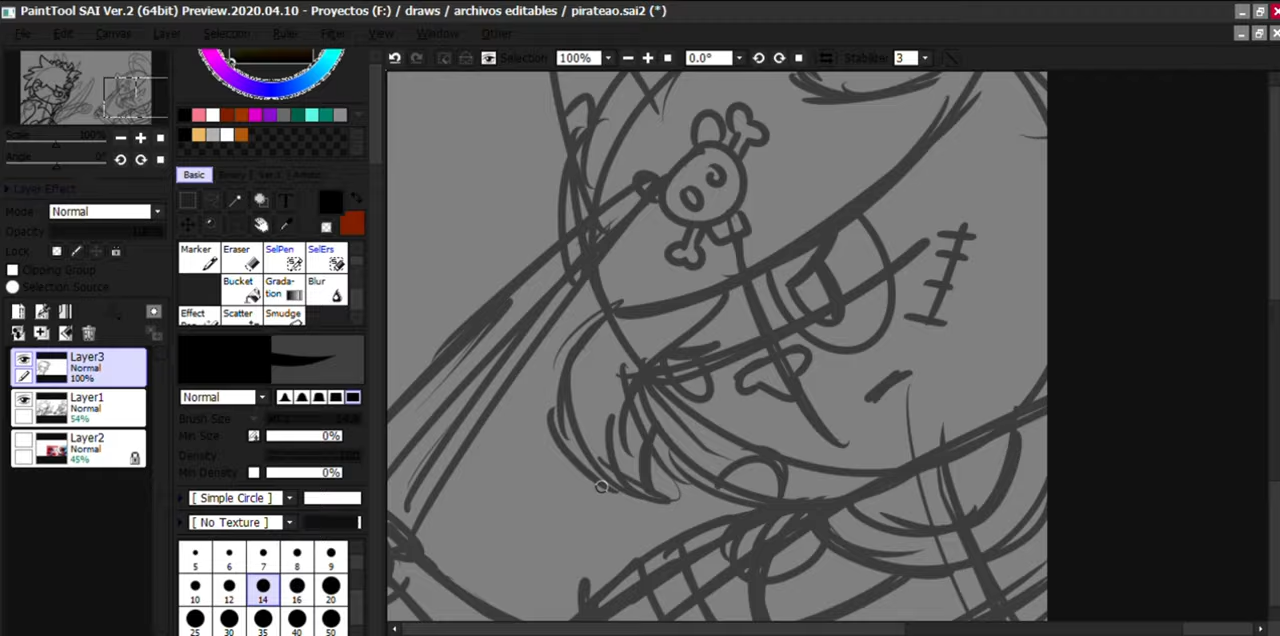 PaintTool SAI Ver.2 (64bit) Preview.2020.04.10 - Proyectos (F:) / draws / archivos editables / pirateao.sai2 (*)
File Edit Canvas Layer Selection Ruler Filter View Window Other
Selection 100% 0.0° Stabilizer 3
Scale 100%
Angle 0°
Layer Effect
Mode Normal
Opacity
Lock
Clipping Group
Selection Source
Layer3
Normal
100%
Layer1
Normal
54%
Layer2
Normal
45%
Basic
Marker Eraser SelPen SelErs
Bucket Grada-tion Blur
Effect Scatter Smudge
Normal
Brush Size
Min Size 0%
Density
Min Density 0%
[ Simple Circle ]
[ No Texture ]
5 6 7 8 9
10 12 14 16 20
25 30 35 40 50